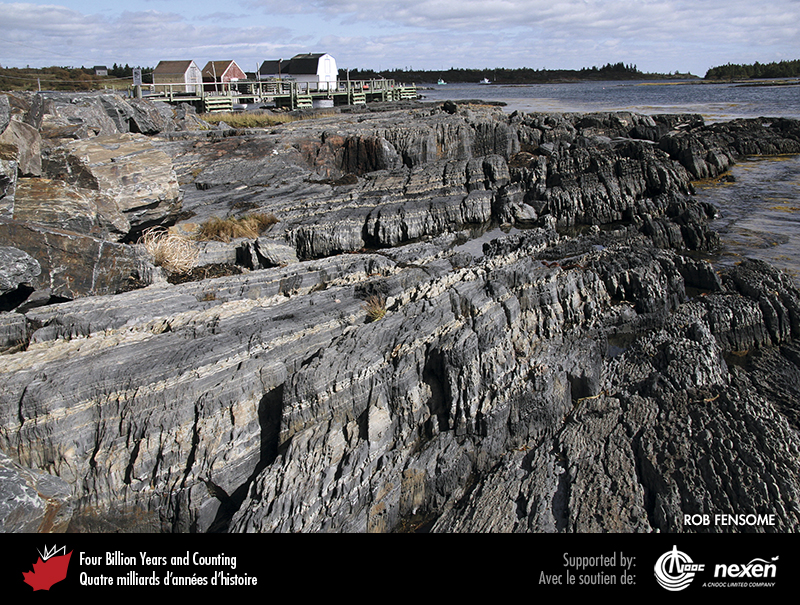 ROB FENSOME
Four Billion Years and Counting
Quatre milliards d'années d'histoire
Supported by:
Avec le soutien de:
CNOOC
nexen
A CNOOC LIMITED COMPANY